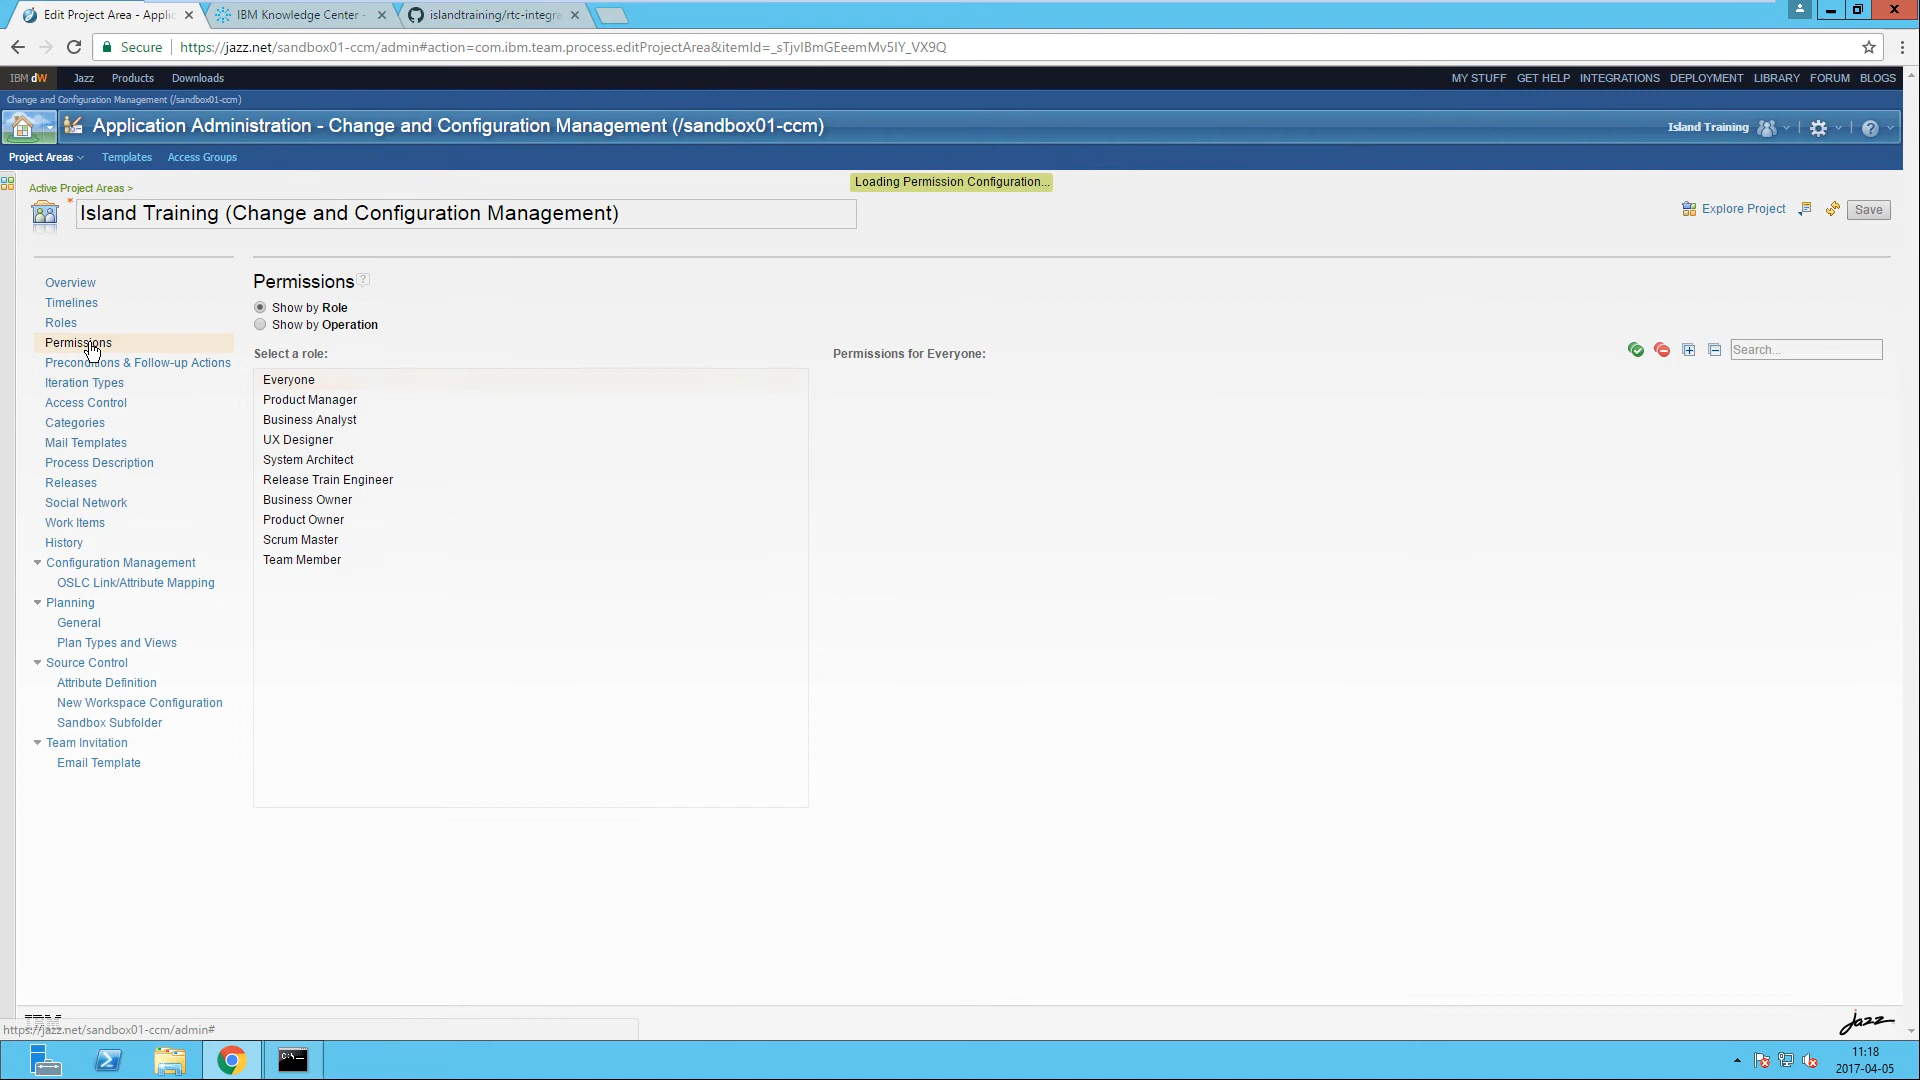 Edit Project Area - Applic
IBM Knowledge Center -
islandtraining/rtc-integra
Secure
https://jazz.net/sandbox01-ccm/admin#action=com.ibm.team.process.editProjectArea&itemId=_sTjvIBmGEeemMv5IY_VX9Q
IBM dW
Jazz
Products
Downloads
MY STUFF
GET HELP
INTEGRATIONS
DEPLOYMENT
LIBRARY
FORUM
BLOGS
Change and Configuration Management (/sandbox01-ccm)
Application Administration - Change and Configuration Management (/sandbox01-ccm)
Island Training
Project Areas
Templates
Access Groups
Active Project Areas >
Loading Permission Configuration...
* Island Training (Change and Configuration Management)
Explore Project
Save
Overview
Timelines
Roles
Permissions
Preconditions & Follow-up Actions
Iteration Types
Access Control
Categories
Mail Templates
Process Description
Releases
Social Network
Work Items
History
Configuration Management
OSLC Link/Attribute Mapping
Planning
General
Plan Types and Views
Source Control
Attribute Definition
New Workspace Configuration
Sandbox Subfolder
Team Invitation
Email Template
Permissions ?
Show by Role
Show by Operation
Select a role:
Everyone
Product Manager
Business Analyst
UX Designer
System Architect
Release Train Engineer
Business Owner
Product Owner
Scrum Master
Team Member
Permissions for Everyone:
Search...
IBM
https://jazz.net/sandbox01-ccm/admin#
Jazz
C:\_
11:18
2017-04-05